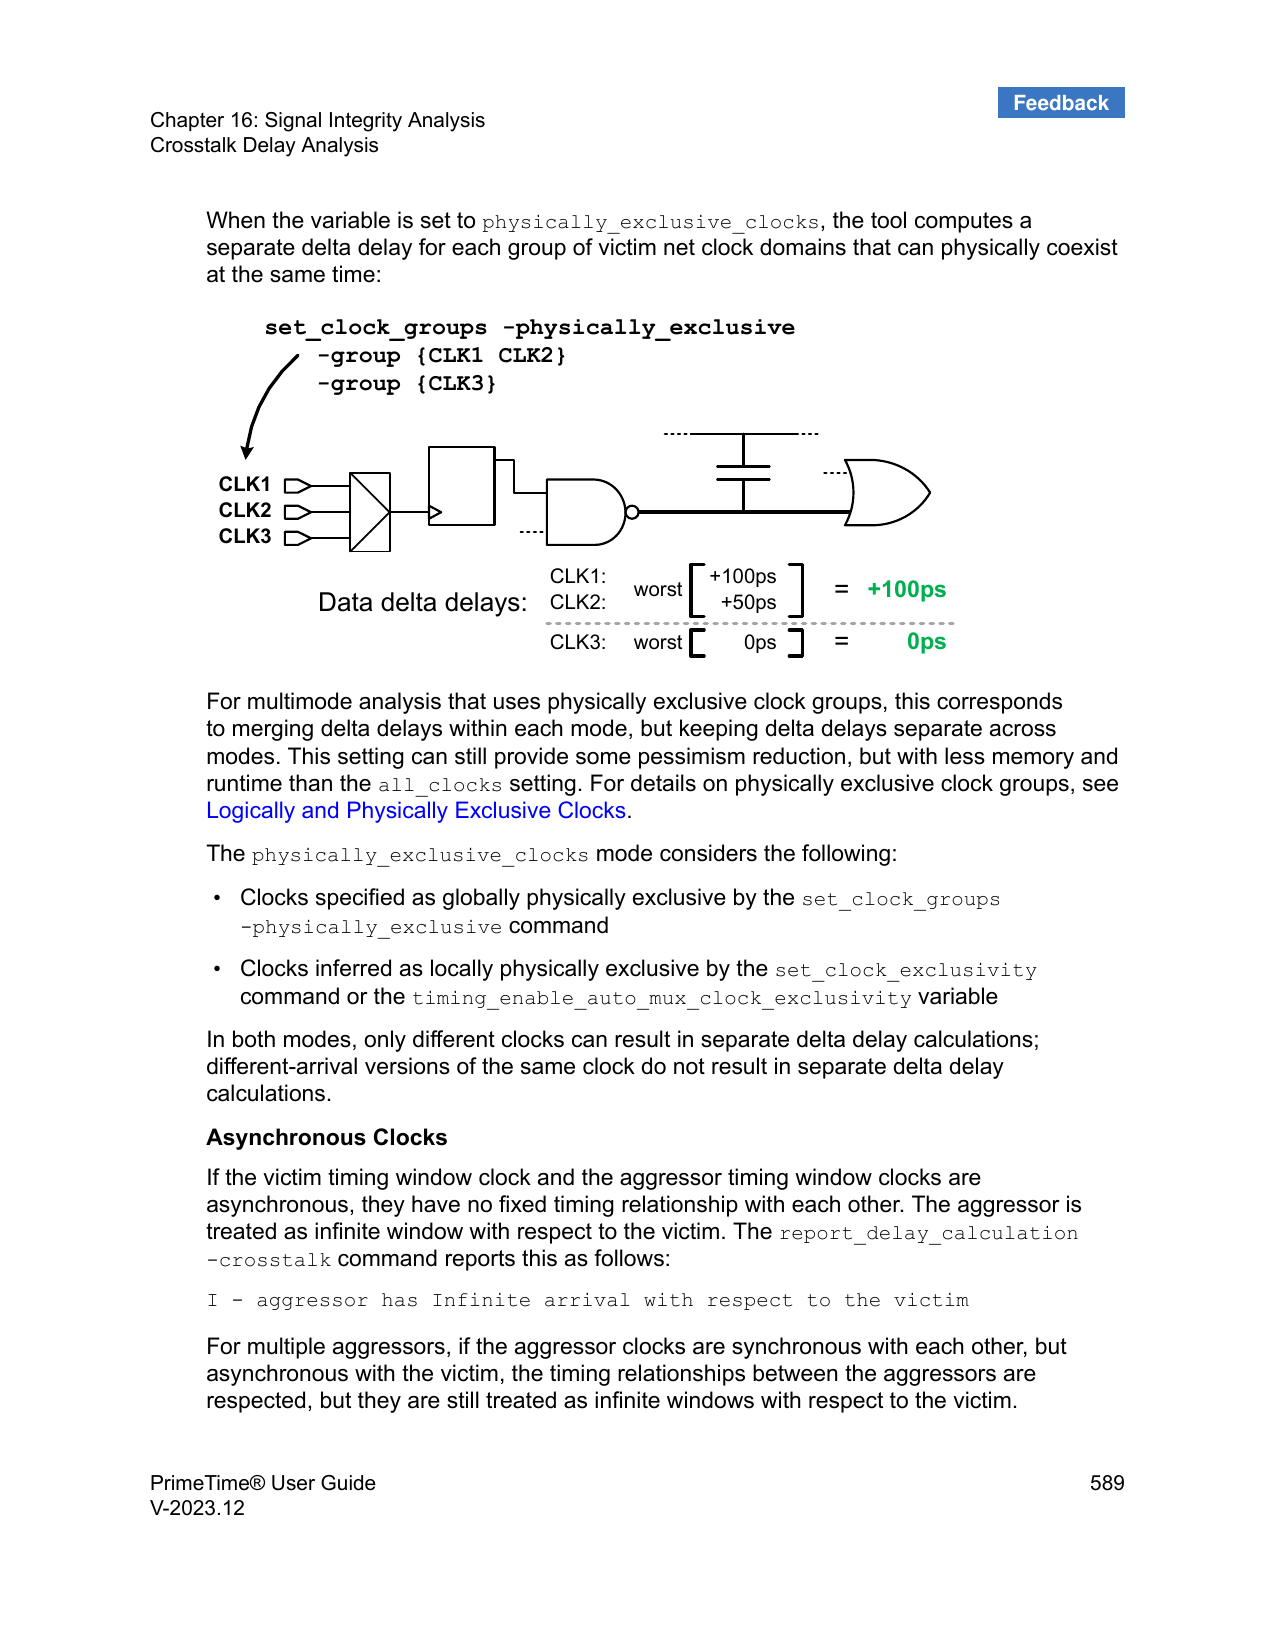 Feedback
Chapter 16: Signal Integrity Analysis
Crosstalk Delay Analysis
When the variable is set to physically_exclusive_clocks, the tool computes a
separate delta delay for each group of victim net clock domains that can physically coexist
at the same time:
set_clock_groups -physically_exclusive
-group {CLK1 CLK2}
-group {CLK3}
CLK1
CLK2
CLK3
Data delta delays:
CLK1: worst +100ps = +100ps
CLK2: +50ps
CLK3: worst 0ps = 0ps
For multimode analysis that uses physically exclusive clock groups, this corresponds
to merging delta delays within each mode, but keeping delta delays separate across
modes. This setting can still provide some pessimism reduction, but with less memory and
runtime than the all_clocks setting. For details on physically exclusive clock groups, see
Logically and Physically Exclusive Clocks.
The physically_exclusive_clocks mode considers the following:
• Clocks specified as globally physically exclusive by the set_clock_groups
-physically_exclusive command
• Clocks inferred as locally physically exclusive by the set_clock_exclusivity
command or the timing_enable_auto_mux_clock_exclusivity variable
In both modes, only different clocks can result in separate delta delay calculations;
different-arrival versions of the same clock do not result in separate delta delay
calculations.
Asynchronous Clocks
If the victim timing window clock and the aggressor timing window clocks are
asynchronous, they have no fixed timing relationship with each other. The aggressor is
treated as infinite window with respect to the victim. The report_delay_calculation
-crosstalk command reports this as follows:
I - aggressor has Infinite arrival with respect to the victim
For multiple aggressors, if the aggressor clocks are synchronous with each other, but
asynchronous with the victim, the timing relationships between the aggressors are
respected, but they are still treated as infinite windows with respect to the victim.
PrimeTime® User Guide 589
V-2023.12